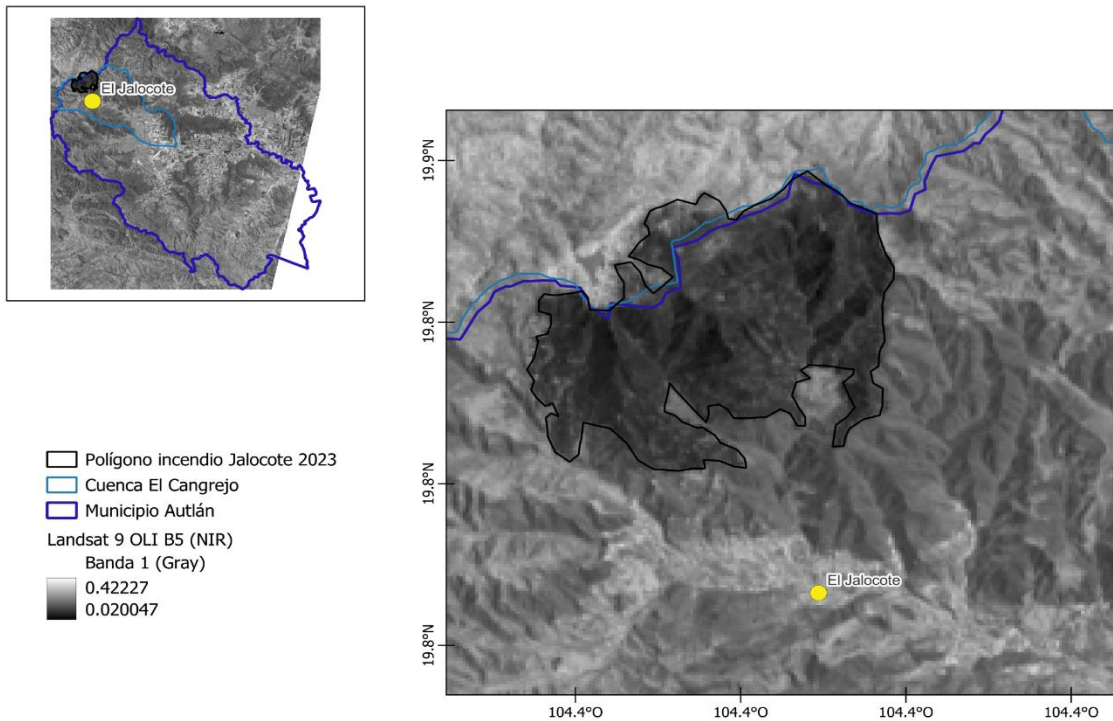 El Jalocote
Polígono incendio Jalocote 2023
Cuenca El Cangrejo
Municipio Autlán
Landsat 9 OLI B5 (NIR)
Banda 1 (Gray)
0.42227
0.020047
19.9°N
19.8°N
19.8°N
19.8°N
El Jalocote
104.4°O
104.4°O
104.4°O
104.4°O